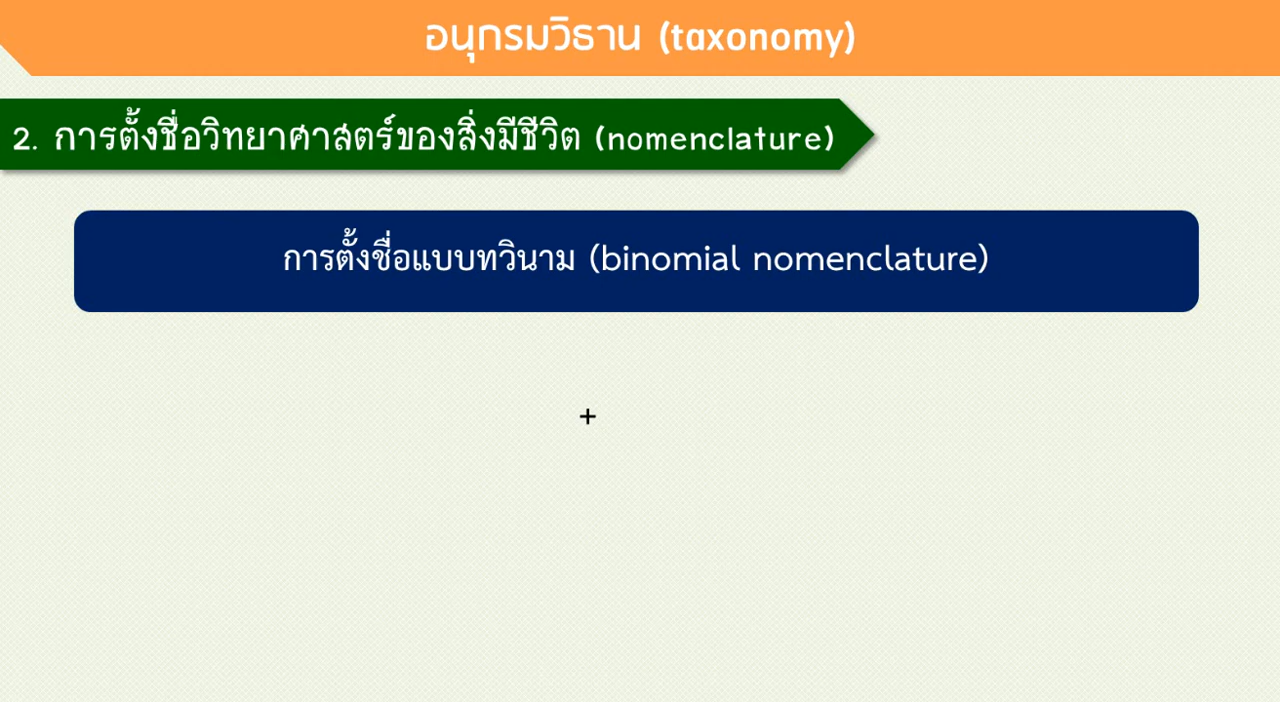 อนุกรมวิธาน (taxonomy)
2. การตั้งชื่อวิทยาศาสตร์ของสิ่งมีชีวิต (nomenclature)
การตั้งชื่อแบบทวินาม (binomial nomenclature)